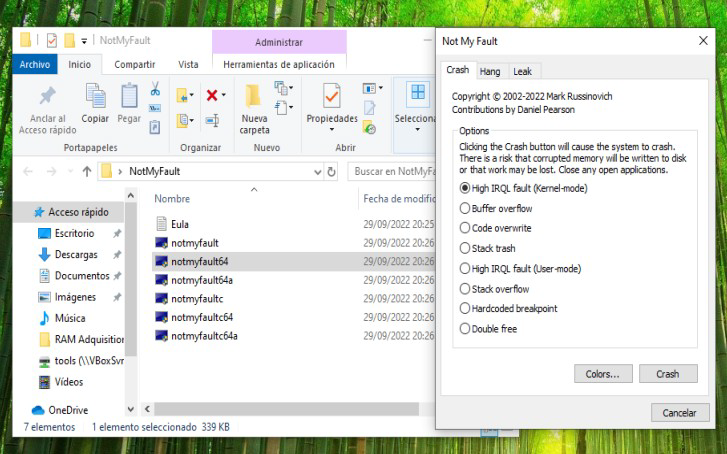 NotMyFault
Administrar
Archivo
Inicio
Compartir
Vista
Herramientas de aplicación
Anclar al
Acceso rápido
Copiar
Pegar
Nueva
carpeta
Propiedades
Selecciona
Portapapeles
Organizar
Nuevo
Abrir
NotMyFault
Buscar en NotMyFa
Nombre
Fecha de modific
Acceso rápido
Escritorio
Descargas
Documentos
Imágenes
Música
RAM Adquisition
tools (\\VBoxSvr
Vídeos
OneDrive
Eula 29/09/2022 20:25
notmyfault 29/09/2022 20:26
notmyfault64 29/09/2022 20:26
notmyfault64a 29/09/2022 20:26
notmyfaultc 29/09/2022 20:26
notmyfaultc64 29/09/2022 20:26
notmyfaultc64a 29/09/2022 20:26
7 elementos 1 elemento seleccionado 339 KB
Not My Fault
Crash Hang Leak
Copyright © 2002-2022 Mark Russinovich
Contributions by Daniel Pearson
Options
Clicking the Crash button will cause the system to crash.
There is a risk that corrupted memory will be written to disk
or that work may be lost. Close any open applications.
High IRQL fault (Kernel-mode)
Buffer overflow
Code overwrite
Stack trash
High IRQL fault (User-mode)
Stack overflow
Hardcoded breakpoint
Double free
Colors...
Crash
Cancelar